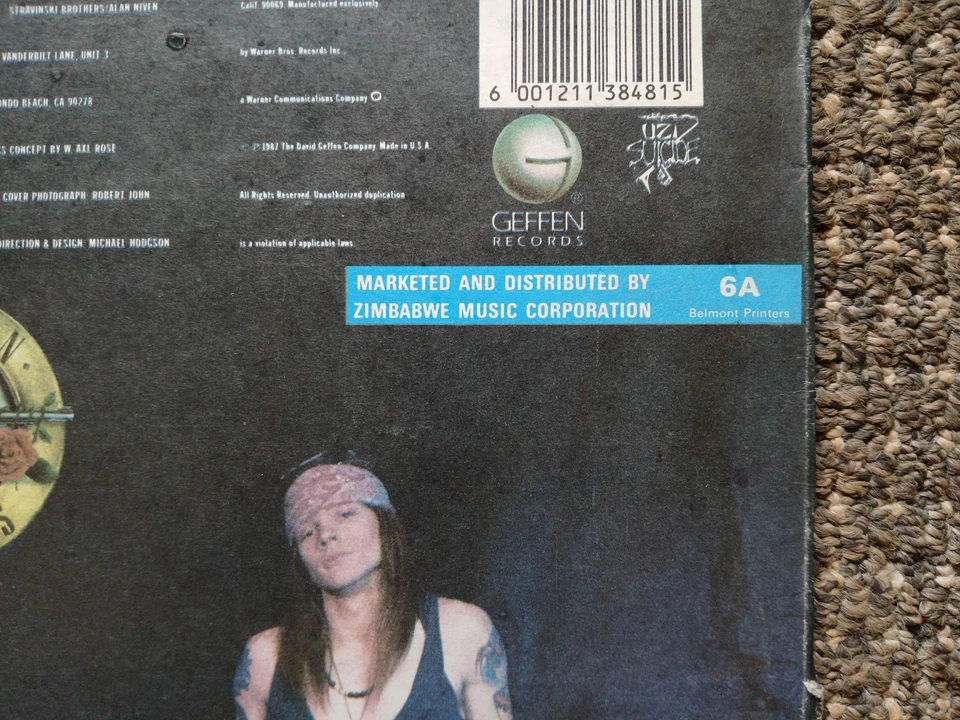 STRAVINSKI BROTHERS/ALAN NIVEN
VANDERBILT LANE, UNIT 3
ONDO BEACH, CA 90278
S CONCEPT BY W. AXL ROSE
COVER PHOTOGRAPH: ROBERT JOHN
DIRECTION & DESIGN: MICHAEL HODGSON
Calif. 90069. Manufactured exclusively
by Warner Bros. Records Inc.
a Warner Communications Company
© ℗ 1987 The David Geffen Company. Made in U.S.A.
All Rights Reserved. Unauthorized duplication
is a violation of applicable laws.
6 001211 384815
GEFFEN
RECORDS
®
UZI
SUICIDE
MARKETED AND DISTRIBUTED BY
ZIMBABWE MUSIC CORPORATION
6A
Belmont Printers